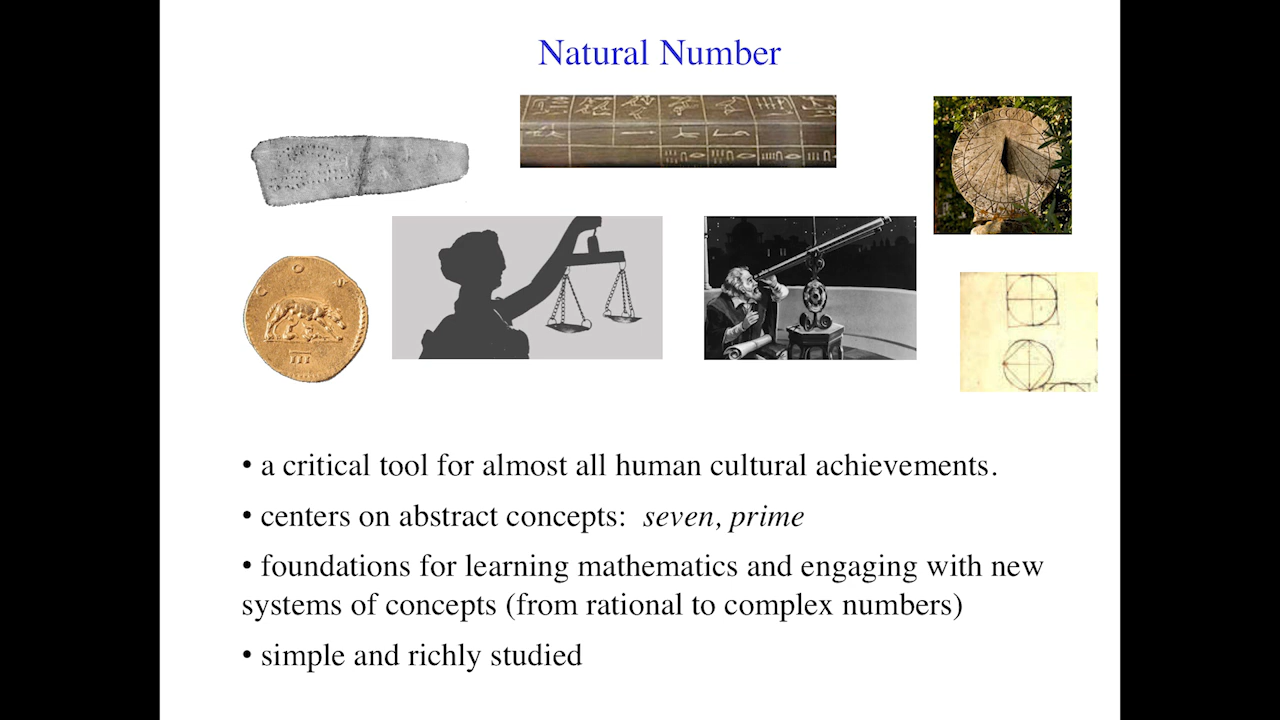 Natural Number
C O S
III
• a critical tool for almost all human cultural achievements.
• centers on abstract concepts: seven, prime
• foundations for learning mathematics and engaging with new
systems of concepts (from rational to complex numbers)
• simple and richly studied